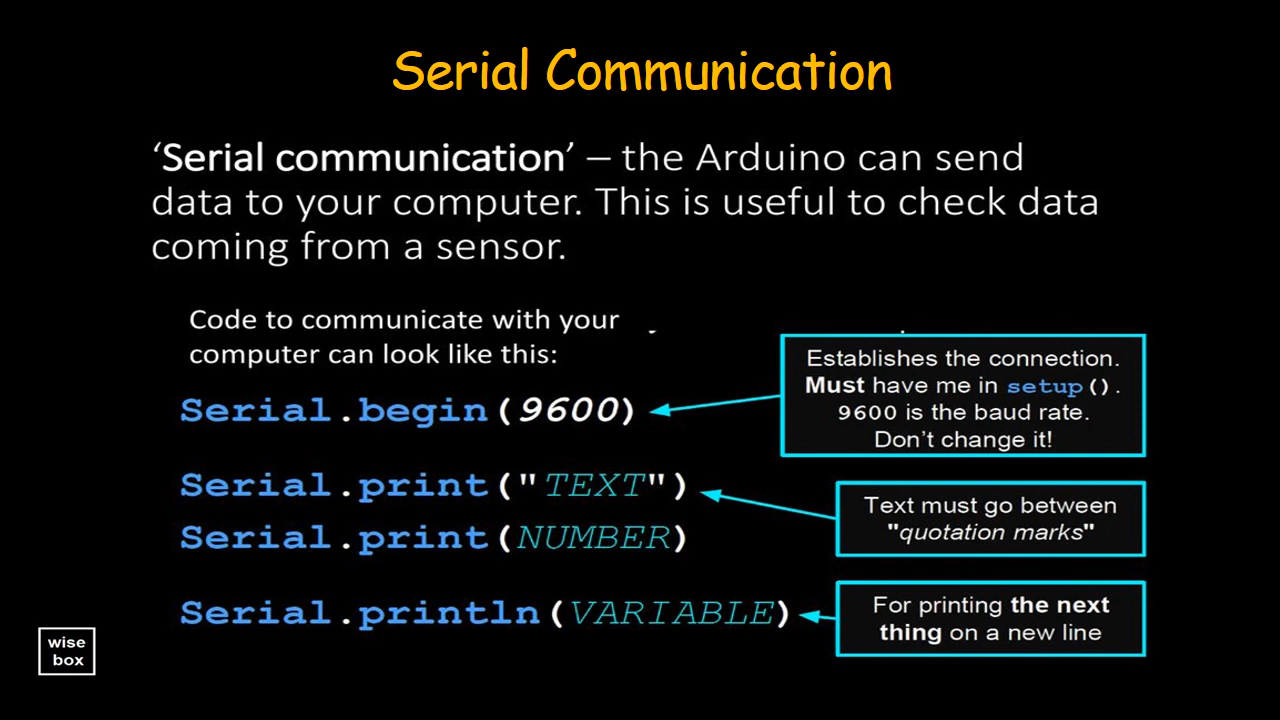 Serial Communication
‘Serial communication’ – the Arduino can send
data to your computer. This is useful to check data
coming from a sensor.
Code to communicate with your
computer can look like this:
Establishes the connection.
Must have me in setup().
9600 is the baud rate.
Don’t change it!
Serial.begin(9600)
Serial.print("TEXT")
Text must go between
"quotation marks"
Serial.print(NUMBER)
Serial.println(VARIABLE)
For printing the next
thing on a new line
wise
box